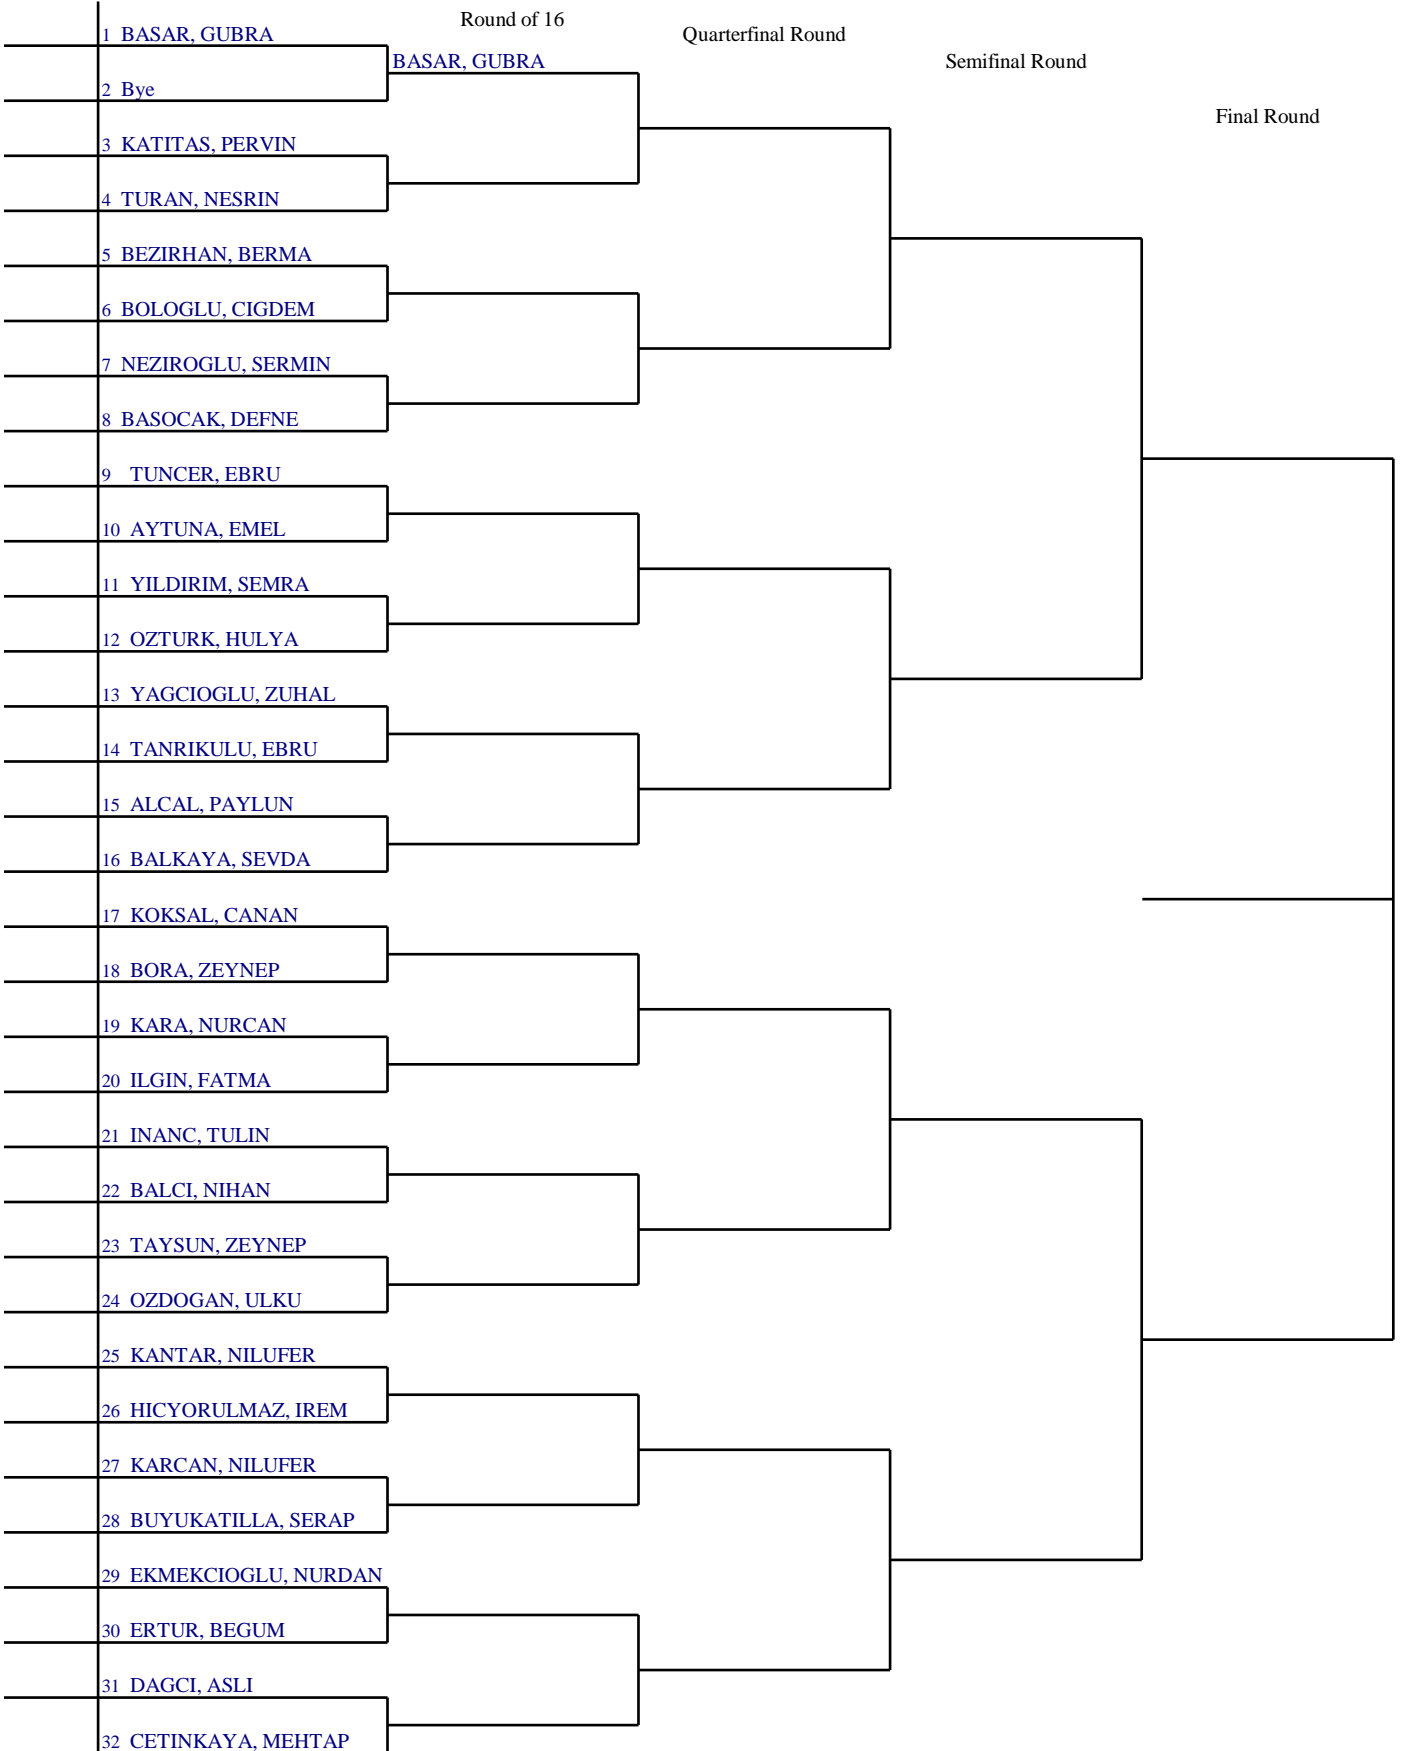 Round of 16
Quarterfinal Round
Semifinal Round
Final Round
1 BASAR, GUBRA
BASAR, GUBRA
2 Bye
3 KATITAS, PERVIN
4 TURAN, NESRIN
5 BEZIRHAN, BERMA
6 BOLOGLU, CIGDEM
7 NEZIROGLU, SERMIN
8 BASOCAK, DEFNE
9 TUNCER, EBRU
10 AYTUNA, EMEL
11 YILDIRIM, SEMRA
12 OZTURK, HULYA
13 YAGCIOGLU, ZUHAL
14 TANRIKULU, EBRU
15 ALCAL, PAYLUN
16 BALKAYA, SEVDA
17 KOKSAL, CANAN
18 BORA, ZEYNEP
19 KARA, NURCAN
20 ILGIN, FATMA
21 INANC, TULIN
22 BALCI, NIHAN
23 TAYSUN, ZEYNEP
24 OZDOGAN, ULKU
25 KANTAR, NILUFER
26 HICYORULMAZ, IREM
27 KARCAN, NILUFER
28 BUYUKATILLA, SERAP
29 EKMEKCIOGLU, NURDAN
30 ERTUR, BEGUM
31 DAGCI, ASLI
32 CETINKAYA, MEHTAP